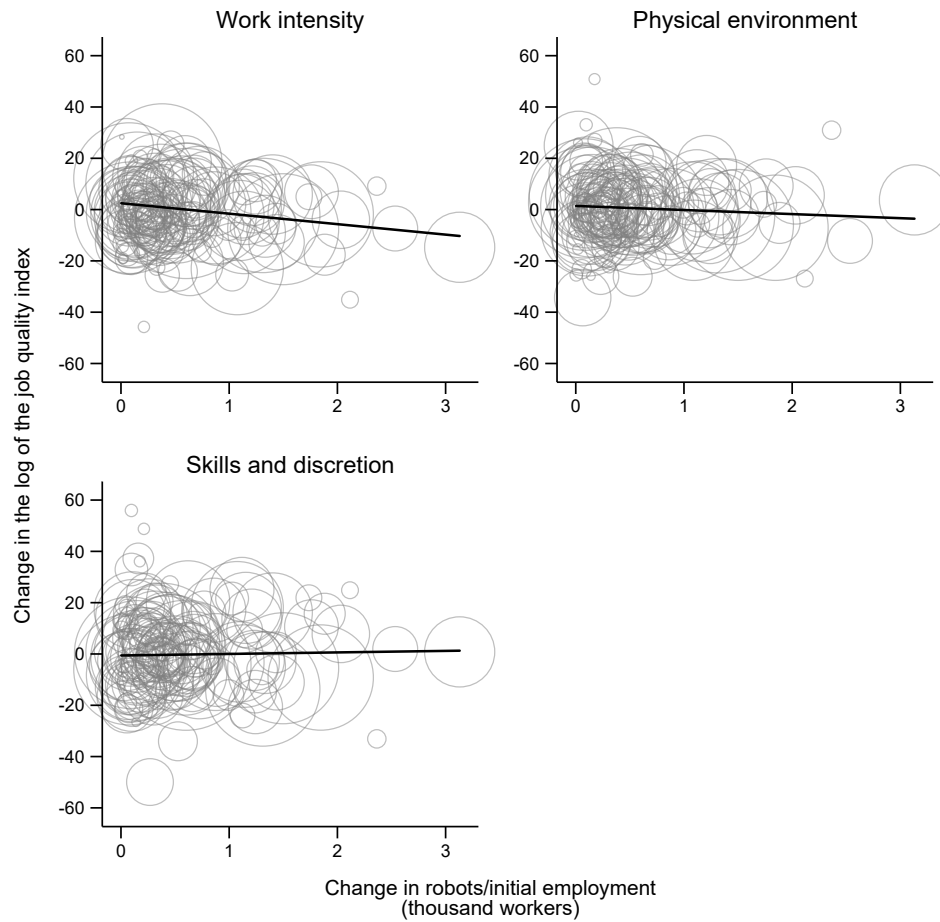 Work intensity
60
40
20
0
-20
-40
-60
0 1 2 3
Physical environment
60
40
20
0
-20
-40
-60
0 1 2 3
Skills and discretion
60
40
20
0
-20
-40
-60
0 1 2 3
Change in the log of the job quality index
Change in robots/initial employment
(thousand workers)